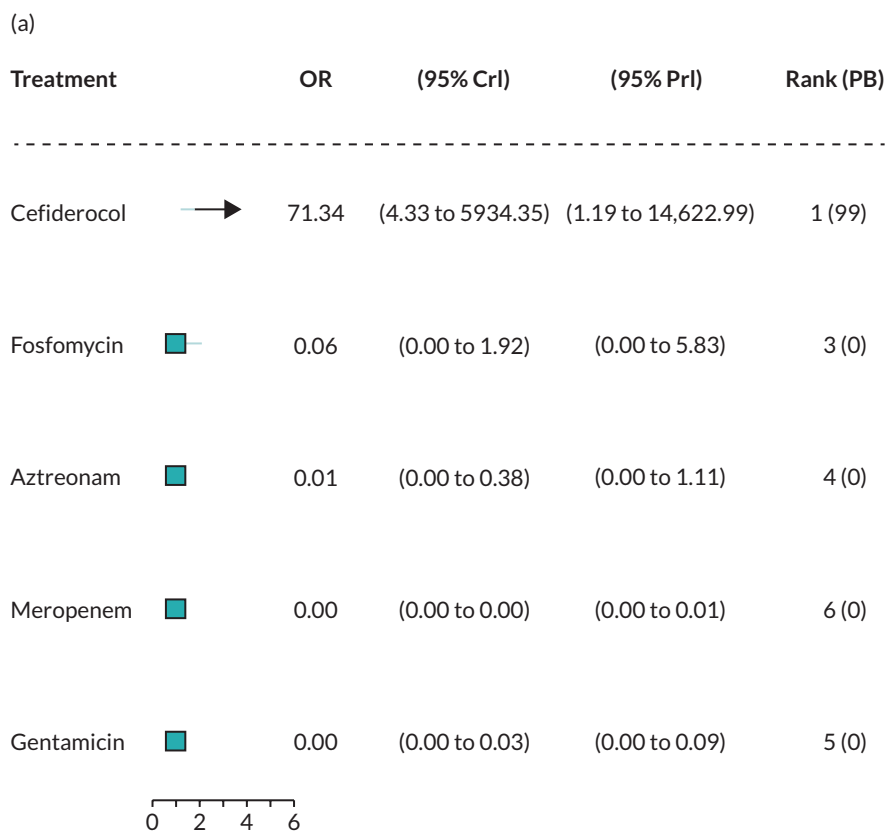 (a)
Treatment OR (95% Crl) (95% Prl) Rank (PB)
Cefiderocol 71.34 (4.33 to 5934.35) (1.19 to 14,622.99) 1 (99)
Fosfomycin 0.06 (0.00 to 1.92) (0.00 to 5.83) 3 (0)
Aztreonam 0.01 (0.00 to 0.38) (0.00 to 1.11) 4 (0)
Meropenem 0.00 (0.00 to 0.00) (0.00 to 0.01) 6 (0)
Gentamicin 0.00 (0.00 to 0.03) (0.00 to 0.09) 5 (0)
0 2 4 6